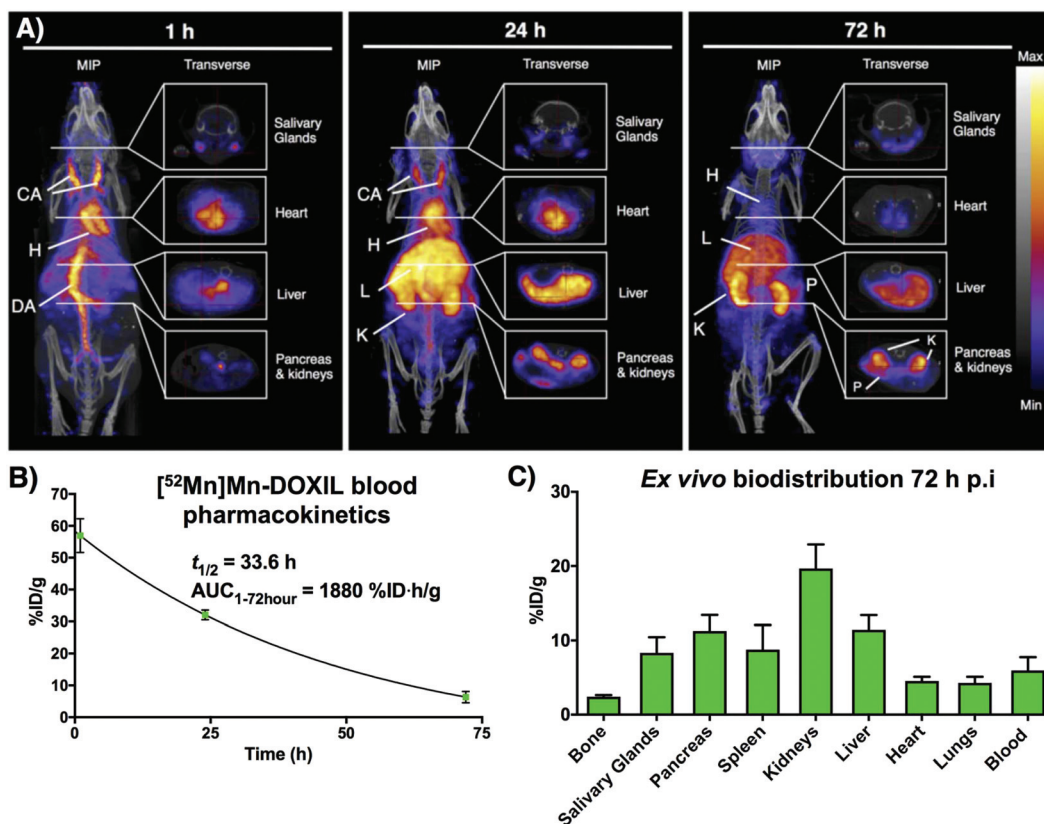 A)
1 h
24 h
72 h
MIP
Transverse
MIP
Transverse
MIP
Transverse
Max
Min
Salivary
Glands
Heart
Liver
Pancreas
& kidneys
CA
H
DA
Salivary
Glands
Heart
Liver
Pancreas
& kidneys
CA
H
L
K
Salivary
Glands
Heart
Liver
Pancreas
& kidneys
H
L
P
K
K
P
B)
[⁵²Mn]Mn-DOXIL blood
pharmacokinetics
t1/2 = 33.6 h
AUC1-72hour = 1880 %ID·h/g
%ID/g
70
60
50
40
30
20
10
0
0
25
50
75
Time (h)
C)
Ex vivo biodistribution 72 h p.i
%ID/g
30
20
10
0
Bone
Salivary Glands
Pancreas
Spleen
Kidneys
Liver
Heart
Lungs
Blood